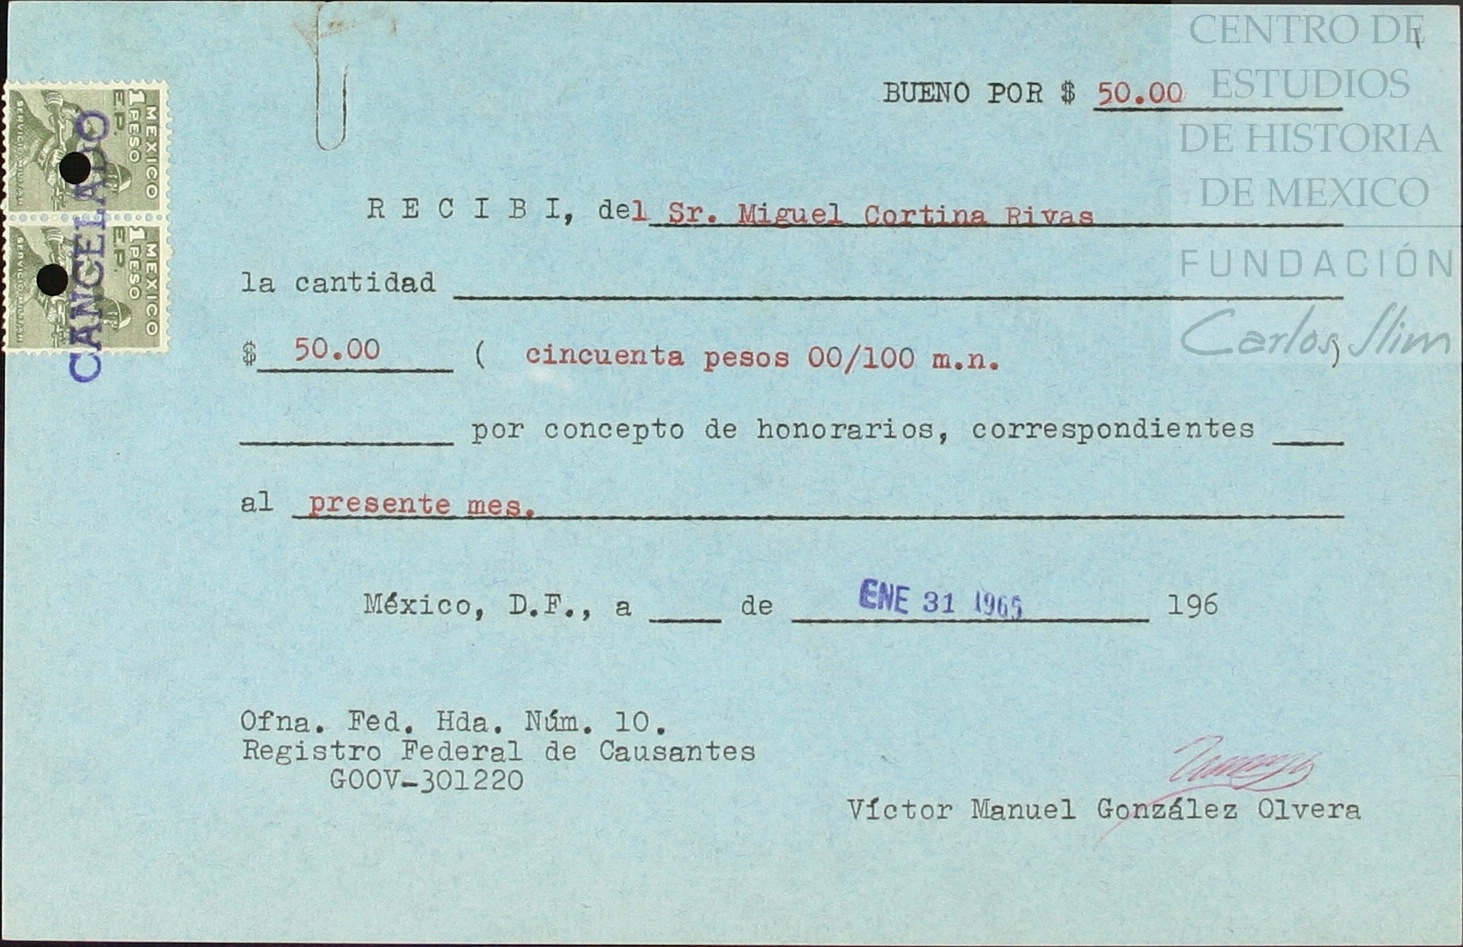 CENTRO DE
ESTUDIOS
DE HISTORIA
DE MEXICO
FUNDACIÓN
Carlos Slim
BUENO POR $ 50.00
R E C I B I, del Sr. Miguel Cortina Rivas
la cantidad
$ 50.00 ( cincuenta pesos 00/100 m.n. )
por concepto de honorarios, correspondientes
al presente mes.
México, D.F., a de ENE 31 1965 196
Ofna. Fed. Hda. Núm. 10.
Registro Federal de Causantes
GOOV-301220
Víctor Manuel González Olvera
MEXICO
1 PESO
E.P.
MEXICO
1 PESO
E.P.
CANCELADO